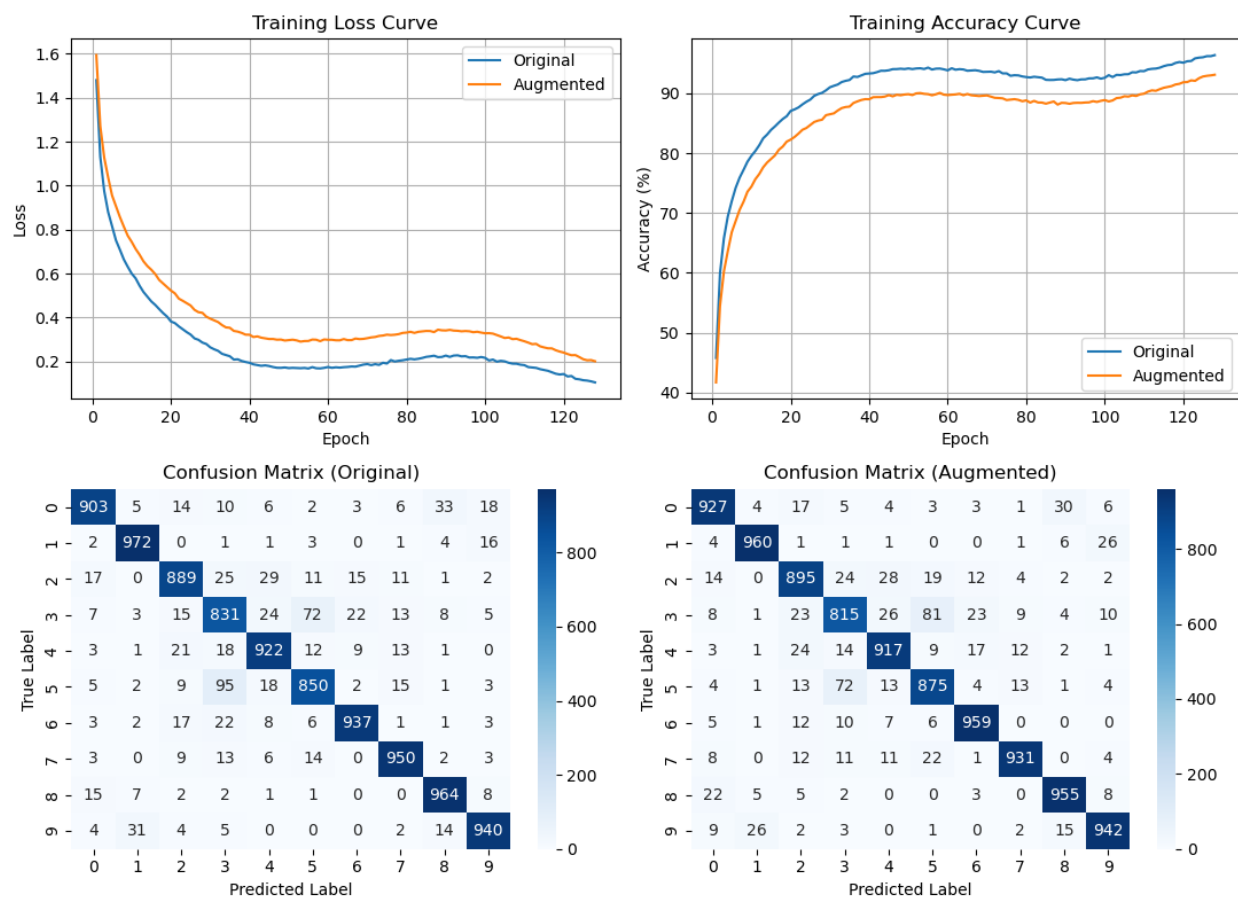 Training Loss Curve
1.6
1.4
1.2
1.0
0.8
0.6
0.4
0.2
Loss
0 20 40 60 80 100 120
Epoch
Original
Augmented
Training Accuracy Curve
90
80
70
60
50
40
Accuracy (%)
0 20 40 60 80 100 120
Epoch
Original
Augmented
Confusion Matrix (Original)
True Label
0 903 5 14 10 6 2 3 6 33 18
1 2 972 0 1 1 3 0 1 4 16
2 17 0 889 25 29 11 15 11 1 2
3 7 3 15 831 24 72 22 13 8 5
4 3 1 21 18 922 12 9 13 1 0
5 5 2 9 95 18 850 2 15 1 3
6 3 2 17 22 8 6 937 1 1 3
7 3 0 9 13 6 14 0 950 2 3
8 15 7 2 2 1 1 0 0 964 8
9 4 31 4 5 0 0 0 2 14 940
0 1 2 3 4 5 6 7 8 9
Predicted Label
800
600
400
200
0
Confusion Matrix (Augmented)
True Label
0 927 4 17 5 4 3 3 1 30 6
1 4 960 1 1 1 0 0 1 6 26
2 14 0 895 24 28 19 12 4 2 2
3 8 1 23 815 26 81 23 9 4 10
4 3 1 24 14 917 9 17 12 2 1
5 4 1 13 72 13 875 4 13 1 4
6 5 1 12 10 7 6 959 0 0 0
7 8 0 12 11 11 22 1 931 0 4
8 22 5 5 2 0 0 3 0 955 8
9 9 26 2 3 0 1 0 2 15 942
0 1 2 3 4 5 6 7 8 9
Predicted Label
800
600
400
200
0